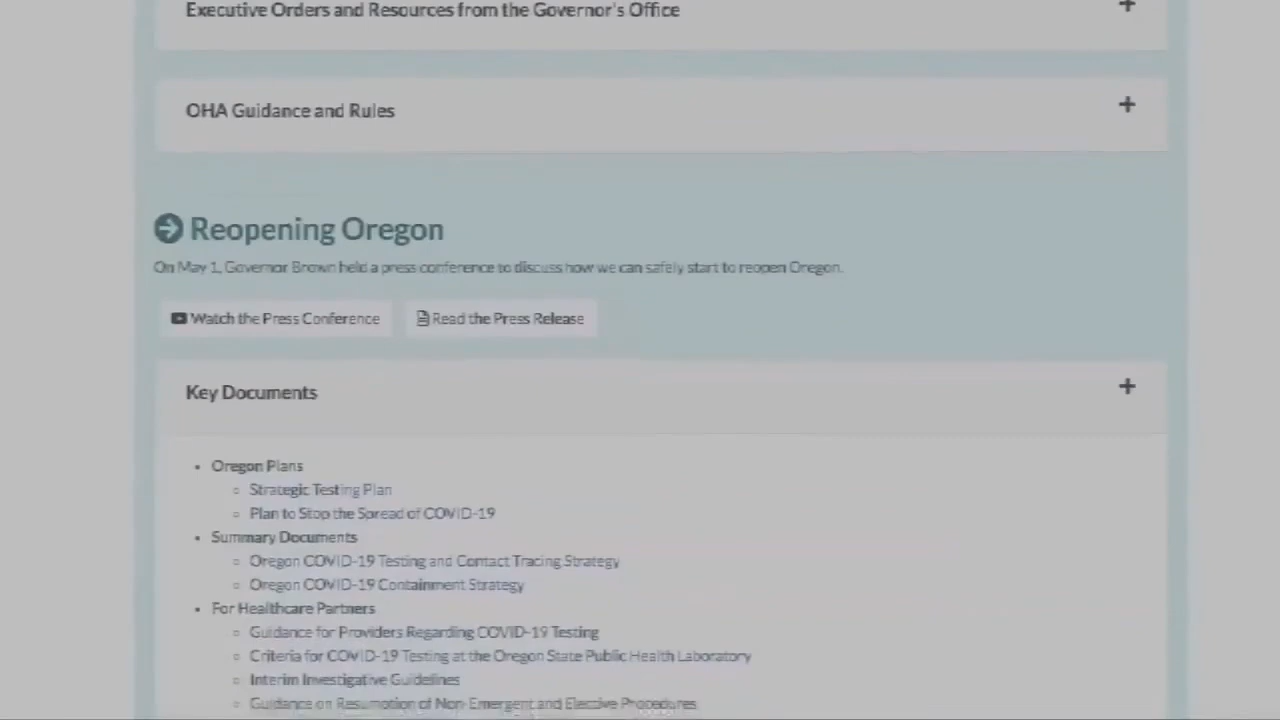 Executive Orders and Resources from the Governor's Office
OHA Guidance and Rules
Reopening Oregon
On May 1, Governor Brown held a press conference to discuss how we can safely start to reopen Oregon.
Watch the Press Conference
Read the Press Release
Key Documents
Oregon Plans
Strategic Testing Plan
Plan to Stop the Spread of COVID-19
Summary Documents
Oregon COVID-19 Testing and Contact Tracing Strategy
Oregon COVID-19 Containment Strategy
For Healthcare Partners
Guidance for Providers Regarding COVID-19 Testing
Criteria for COVID-19 Testing at the Oregon State Public Health Laboratory
Interim Investigative Guidelines
Guidance on Resumption of Non-Emergent and Elective Procedures